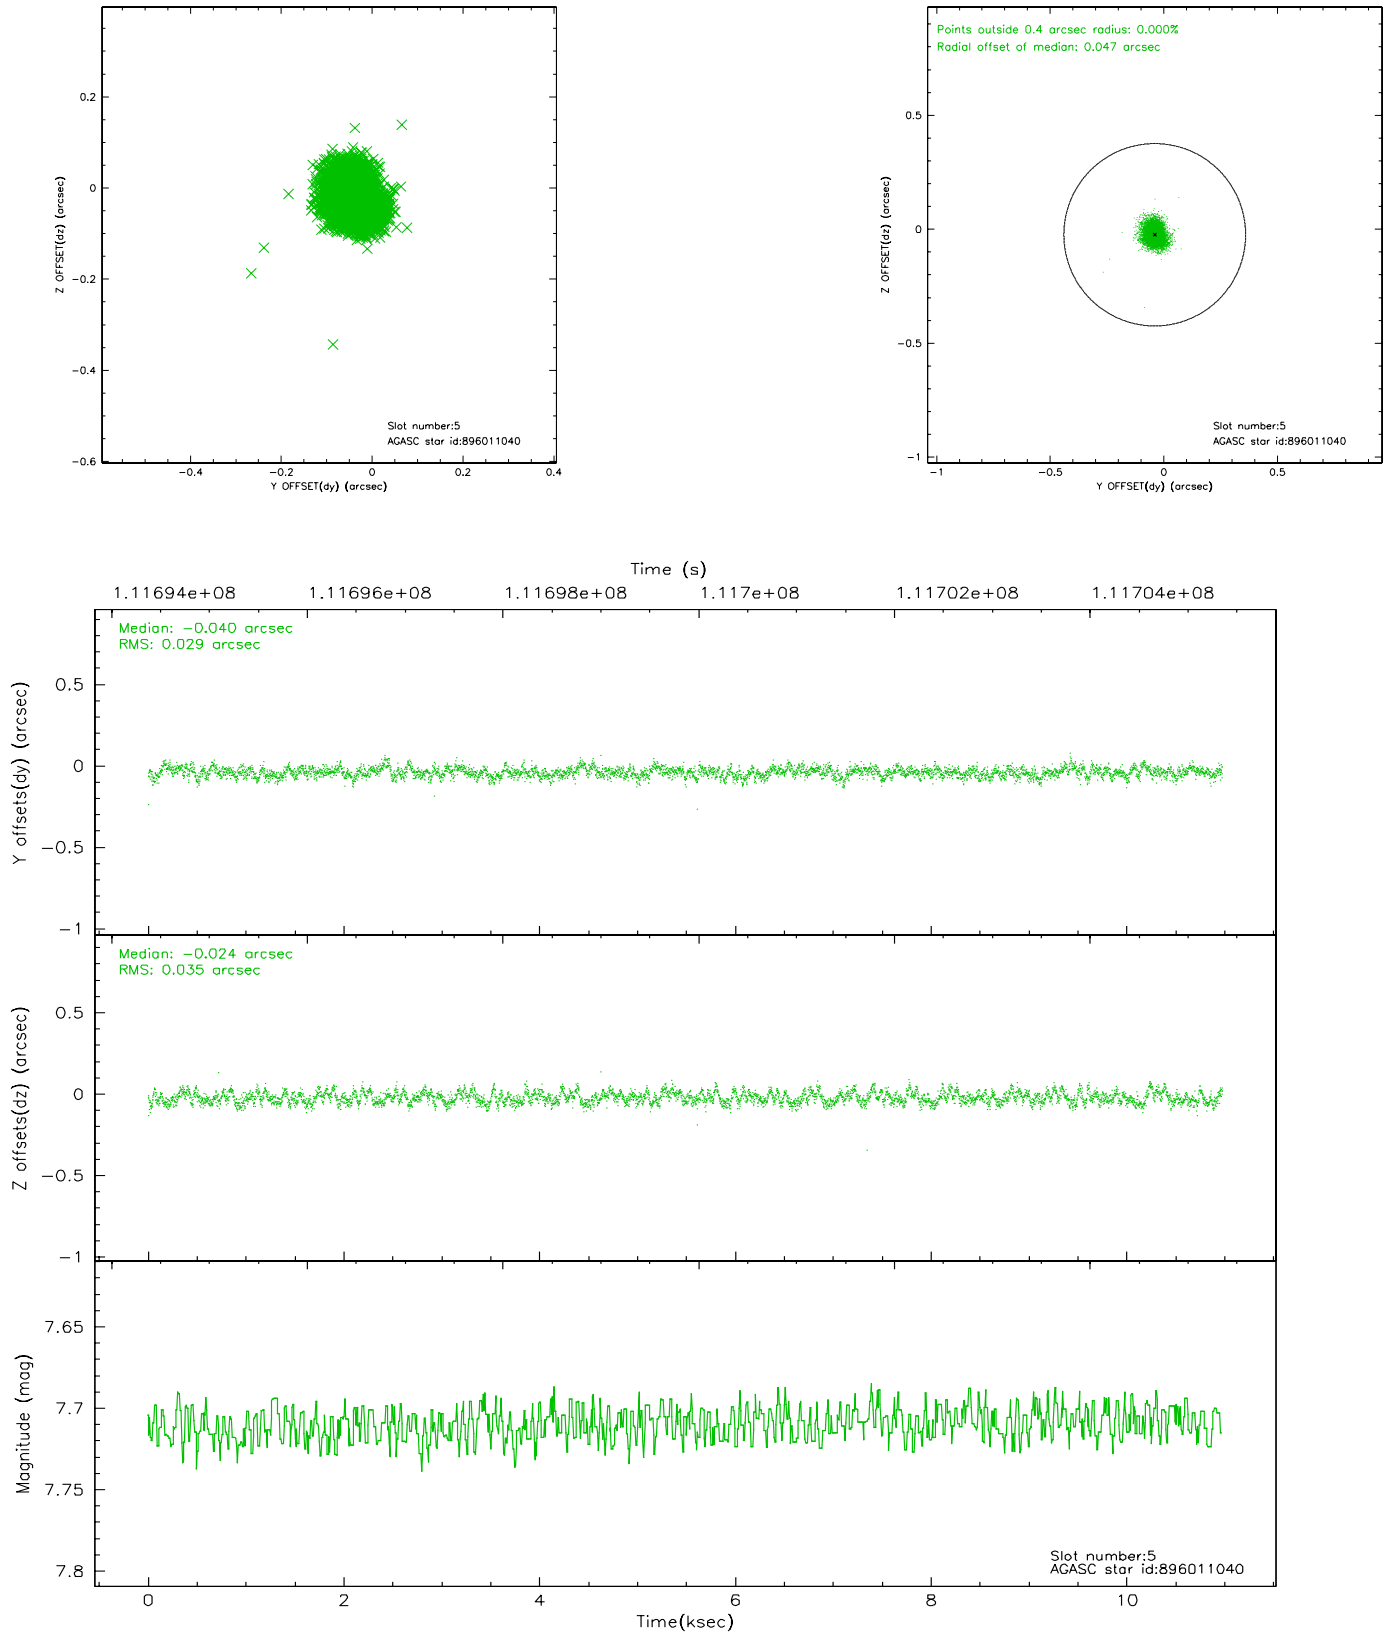 0.2
0
−0.2
−0.4
−0.6
Z OFFSET(dz) (arcsec)
Slot number:5
AGASC star id:896011040
−0.4 −0.2 0 0.2 0.4
Y OFFSET(dy) (arcsec)
Points outside 0.4 arcsec radius: 0.000%
Radial offset of median: 0.047 arcsec
0.5
0
−0.5
−1
Z OFFSET(dz) (arcsec)
Slot number:5
AGASC star id:896011040
−1 −0.5 0 0.5
Y OFFSET(dy) (arcsec)
Time (s)
1.11694e+08 1.11696e+08 1.11698e+08 1.117e+08 1.11702e+08 1.11704e+08
Median: −0.040 arcsec
RMS: 0.029 arcsec
0.5
0
−0.5
−1
Y offsets(dy) (arcsec)
Median: −0.024 arcsec
RMS: 0.035 arcsec
0.5
0
−0.5
−1
Z offsets(dz) (arcsec)
7.65
7.7
7.75
7.8
Magnitude (mag)
Slot number:5
AGASC star id:896011040
0 2 4 6 8 10
Time(ksec)